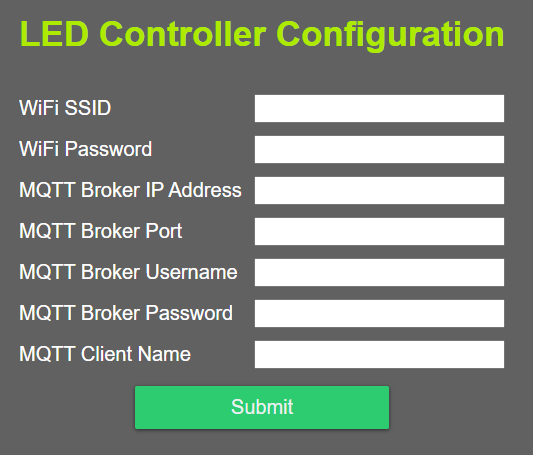 LED Controller Configuration
WiFi SSID
WiFi Password
MQTT Broker IP Address
MQTT Broker Port
MQTT Broker Username
MQTT Broker Password
MQTT Client Name
Submit